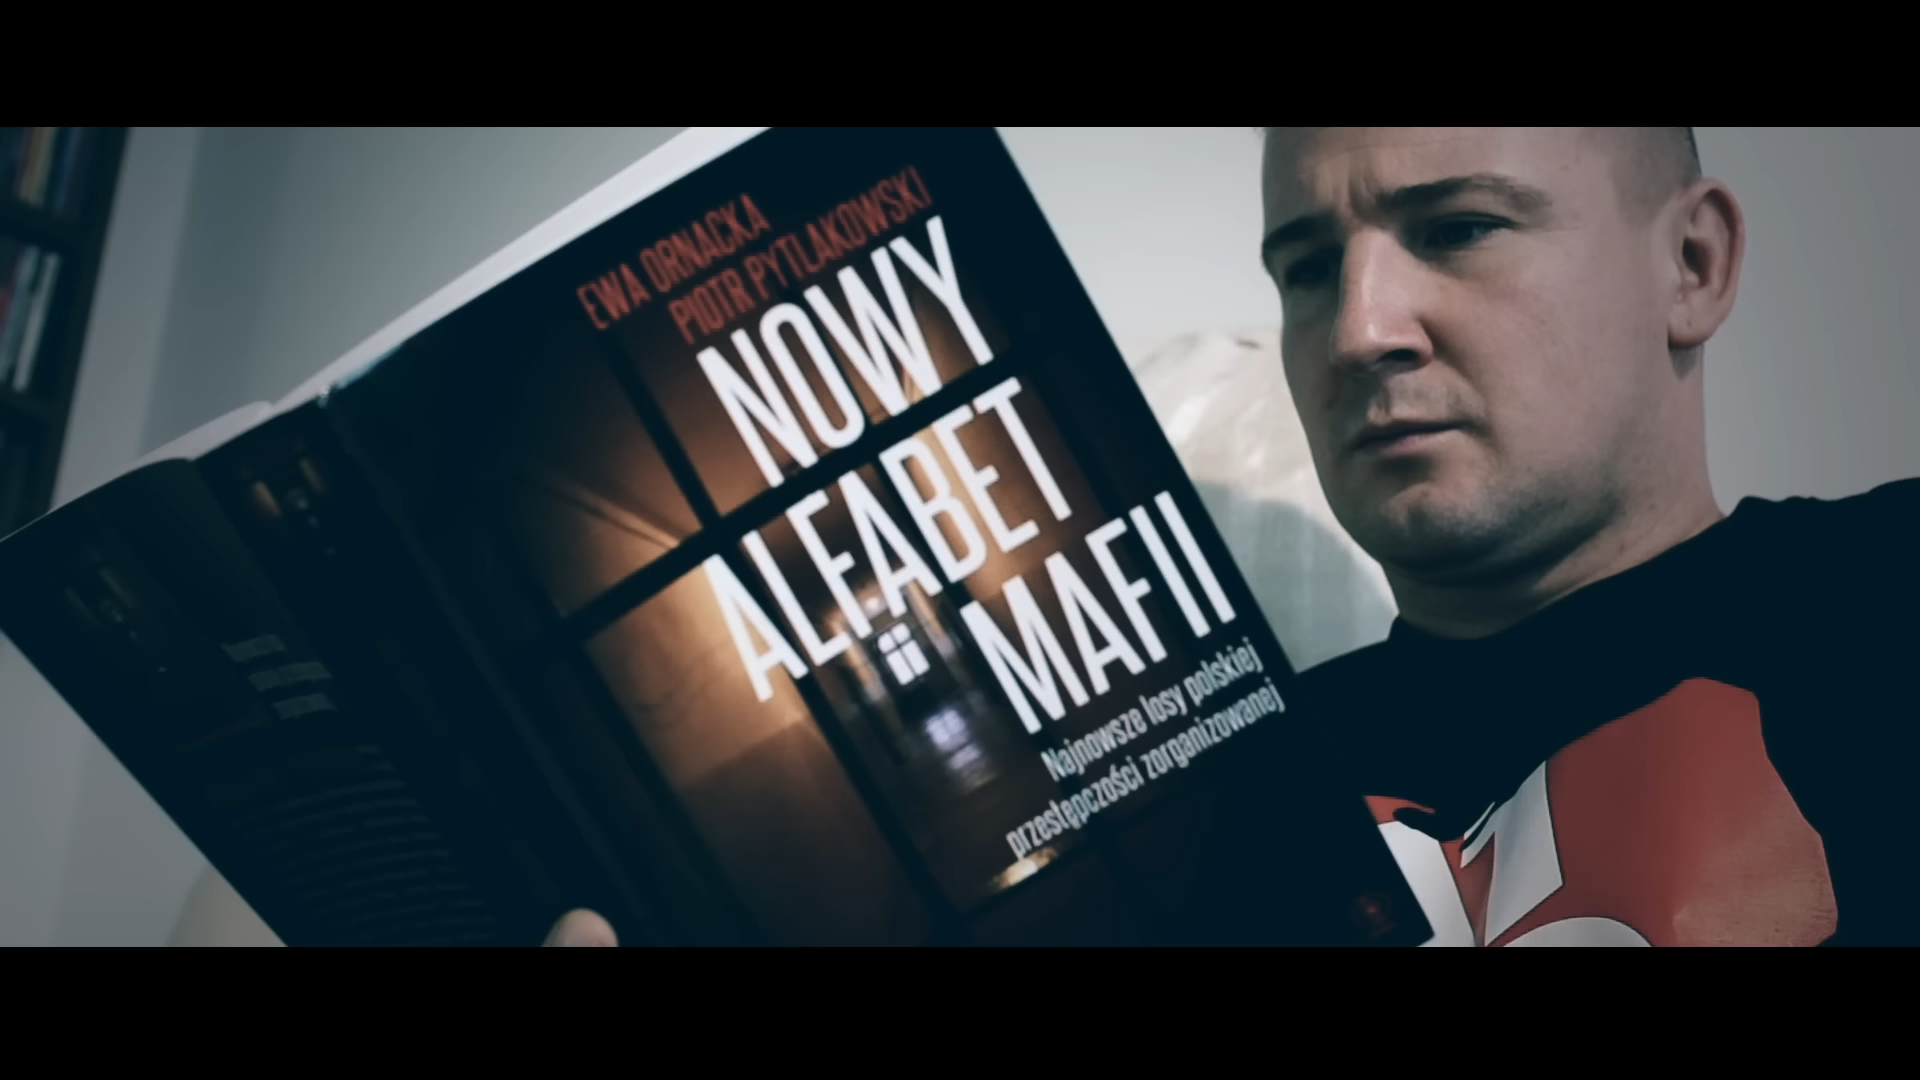 EWA ORNACKA
PIOTR PYTLAKOWSKI
NOWY
ALFABET
MAFII
Najnowsze losy polskiej
przestępczości zorganizowanej